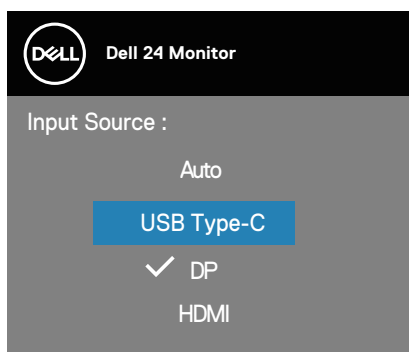 DELL
Dell 24 Monitor
Input Source :
Auto
USB Type-C
DP
HDMI